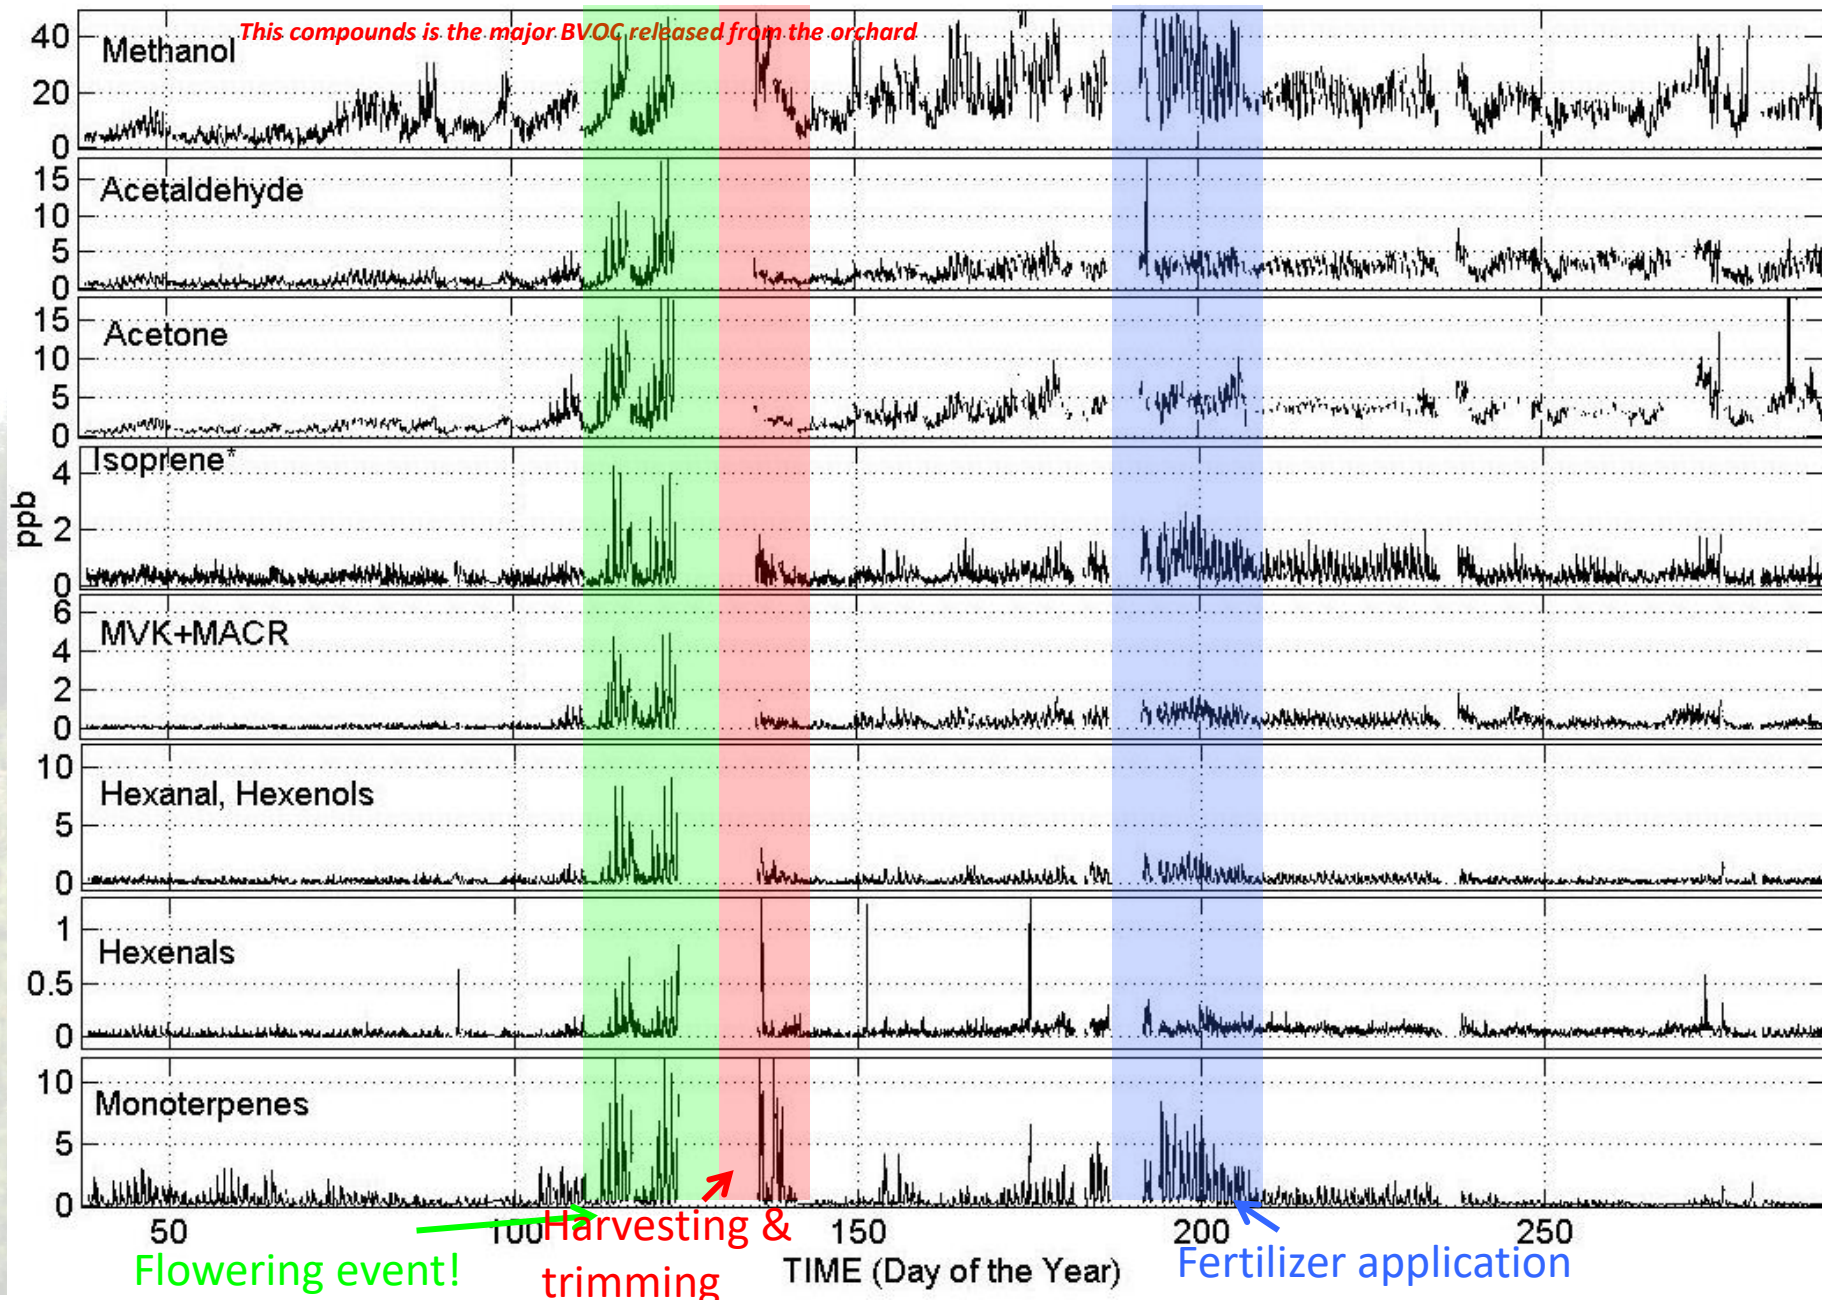 This compounds is the major BVOC released from the orchard
40
Methanol
20
0
15
Acetaldehyde
10
5
0
15
Acetone
10
5
0
Isoprene*
4
ppb
2
0
6
MVK+MACR
4
2
0
10
Hexanal, Hexenols
5
0
1
Hexenals
0.5
0
10
Monoterpenes
5
0
50
100
150
200
250
TIME (Day of the Year)
Flowering event!
Harvesting &
trimming
Fertilizer application